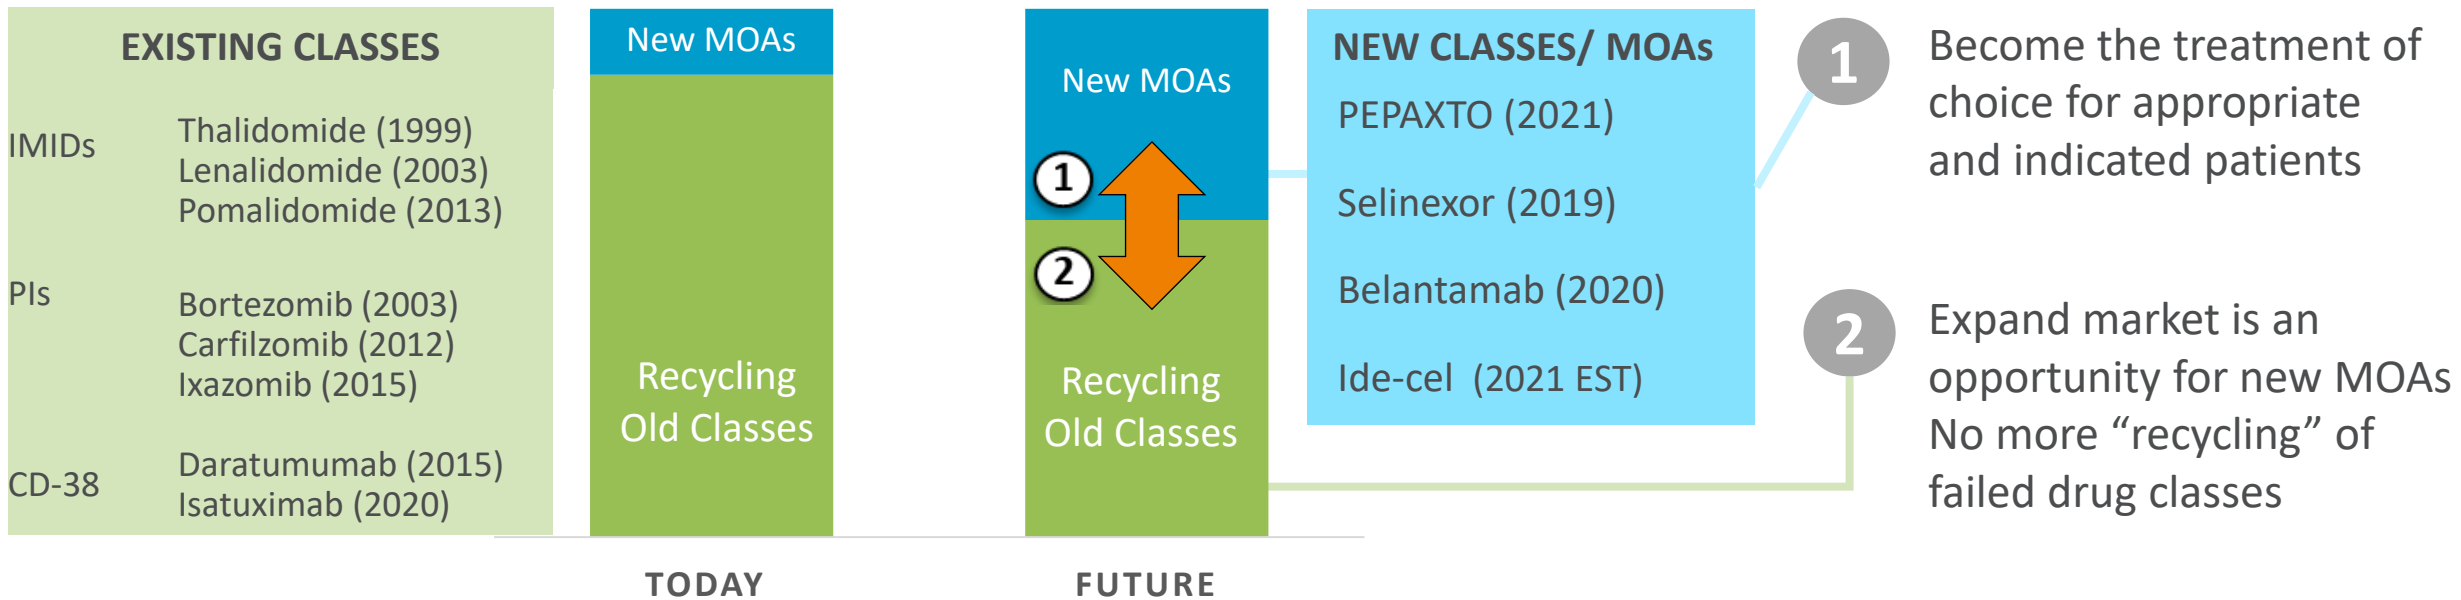 EXISTING CLASSES
IMIDs
Thalidomide (1999)
Lenalidomide (2003)
Pomalidomide (2013)
PIs
Bortezomib (2003)
Carfilzomib (2012)
Ixazomib (2015)
CD-38
Daratumumab (2015)
Isatuximab (2020)
New MOAs
Recycling
Old Classes
TODAY
New MOAs
1
2
Recycling
Old Classes
FUTURE
NEW CLASSES/ MOAs
PEPAXTO (2021)
Selinexor (2019)
Belantamab (2020)
Ide-cel (2021 EST)
1
Become the treatment of
choice for appropriate
and indicated patients
2
Expand market is an
opportunity for new MOAs
No more “recycling” of
failed drug classes